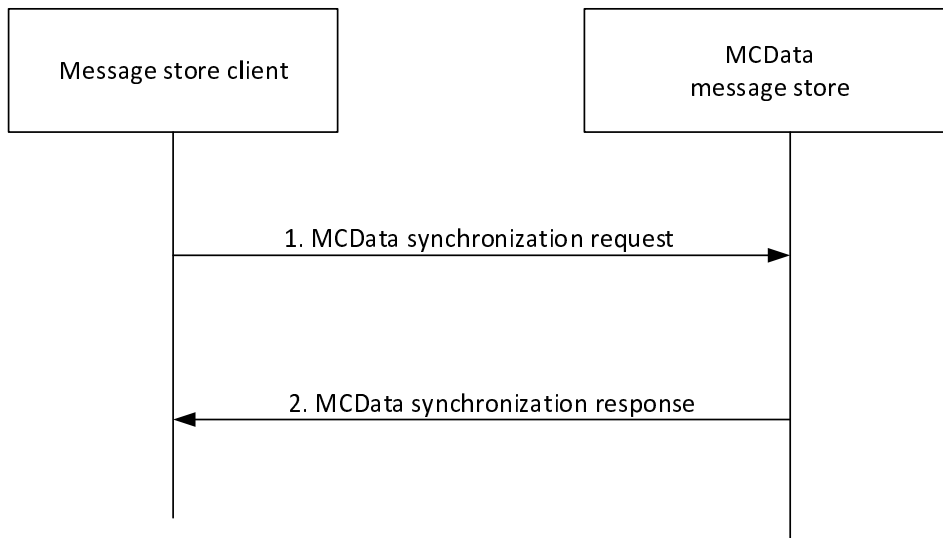 Message store client
MCData
message store
1. MCData synchronization request
2. MCData synchronization response